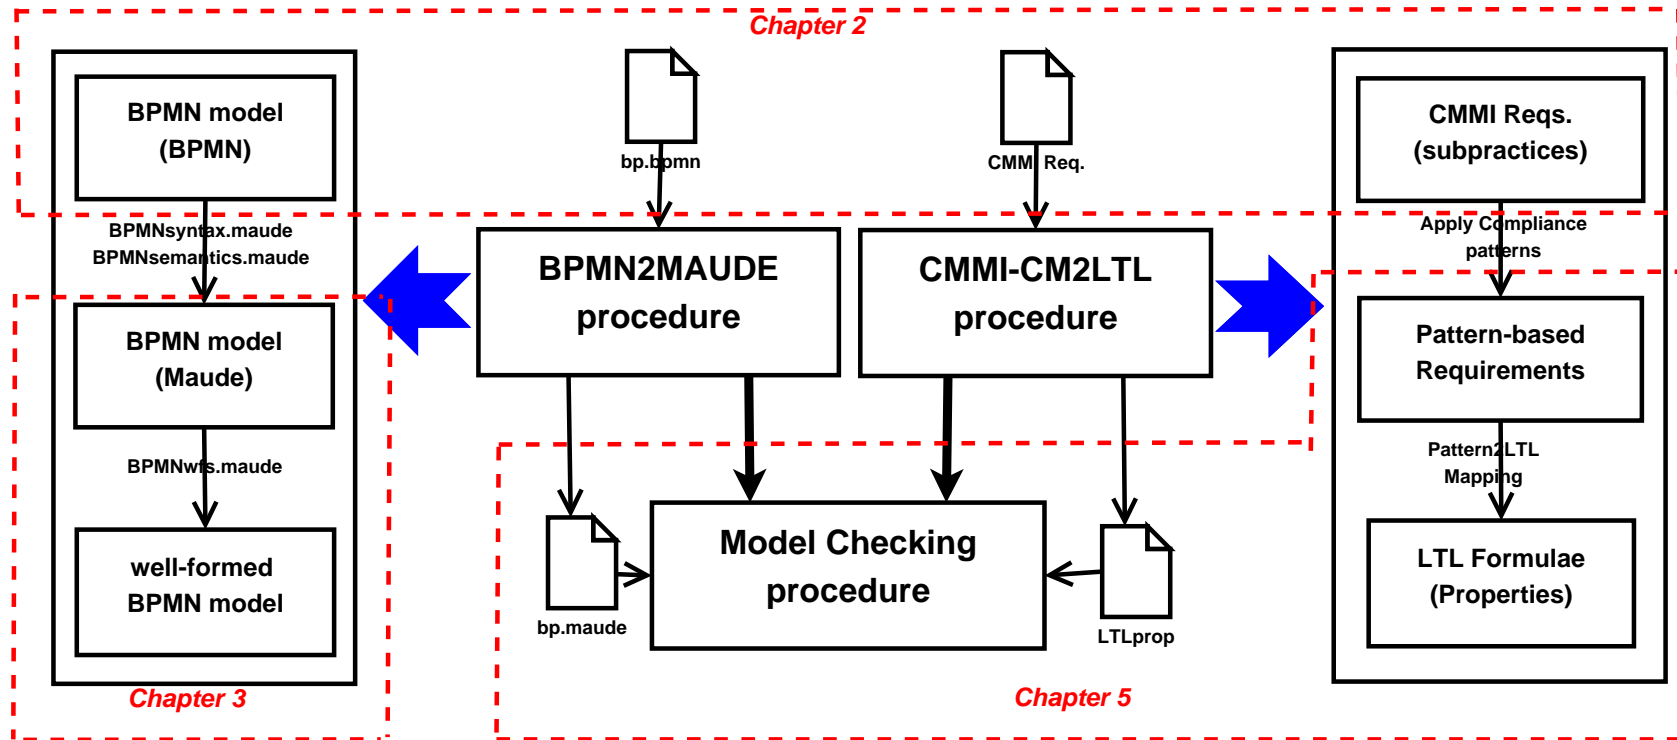 Chapter 2
BPMN model
(BPMN)
BPMNsyntax.maude
BPMNsemantics.maude
BPMN model
(Maude)
BPMNwfs.maude
well-formed
BPMN model
Chapter 3
bp.bpmn
CMMI Req.
BPMN2MAUDE
procedure
CMMI-CM2LTL
procedure
Model Checking
procedure
bp.maude
LTLprop
Chapter 5
CMMI Reqs.
(subpractices)
Apply Compliance
patterns
Pattern-based
Requirements
Pattern2LTL
Mapping
LTL Formulae
(Properties)